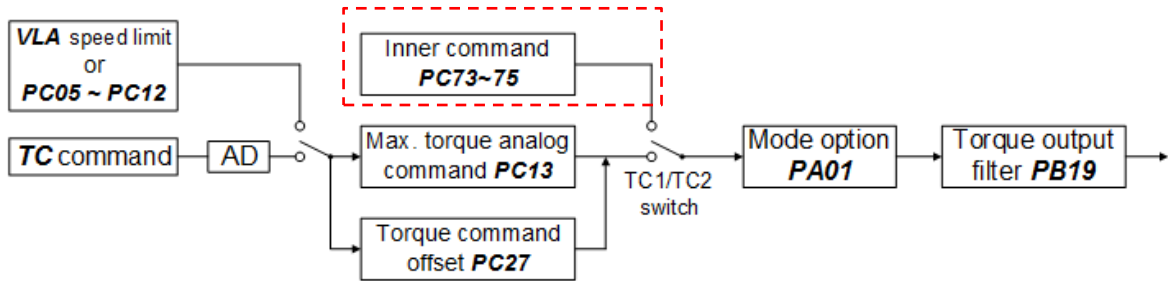 VLA speed limit
or
PC05 ~ PC12
TC command
AD
Inner command
PC73~75
Max. torque analog
command PC13
Torque command
offset PC27
TC1/TC2
switch
Mode option
PA01
Torque output
filter PB19